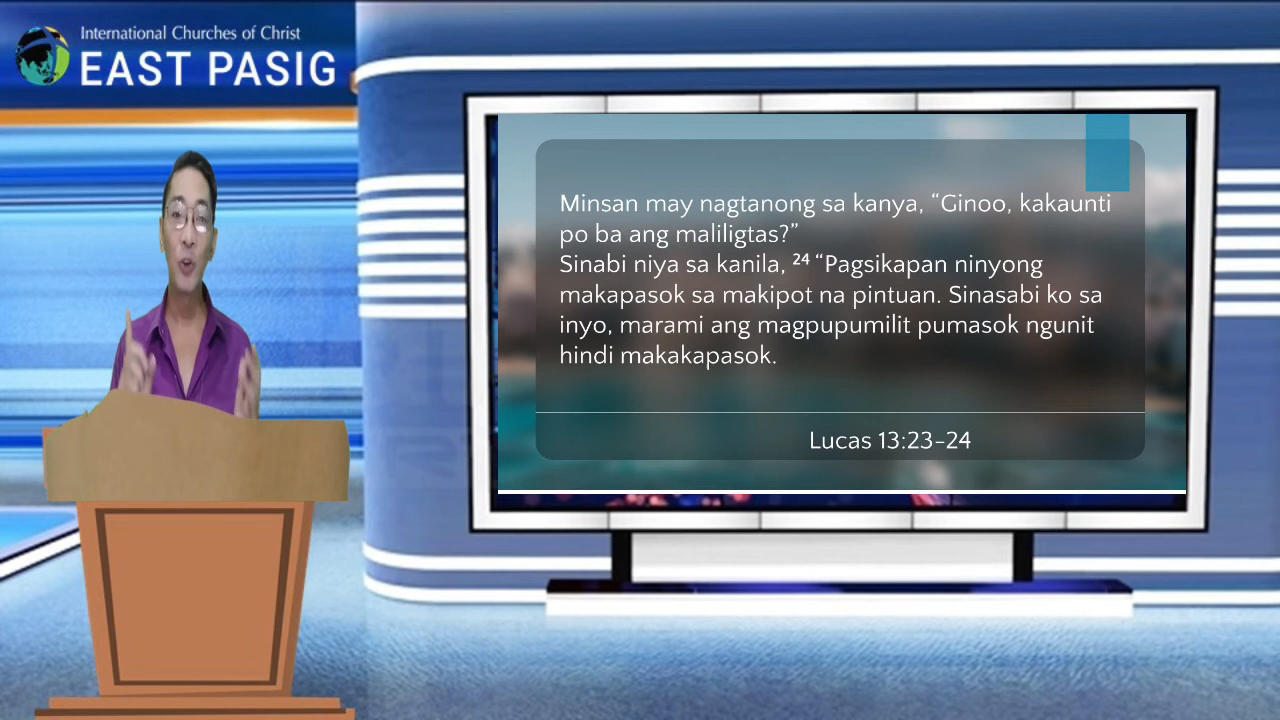 International Churches of Christ
EAST PASIG
Minsan may nagtanong sa kanya, “Ginoo, kakaunti
po ba ang maliligtas?”
Sinabi niya sa kanila, ²⁴ “Pagsikapan ninyong
makapasok sa makipot na pintuan. Sinasabi ko sa
inyo, marami ang magpupumilit pumasok ngunit
hindi makakapasok.
Lucas 13:23-24